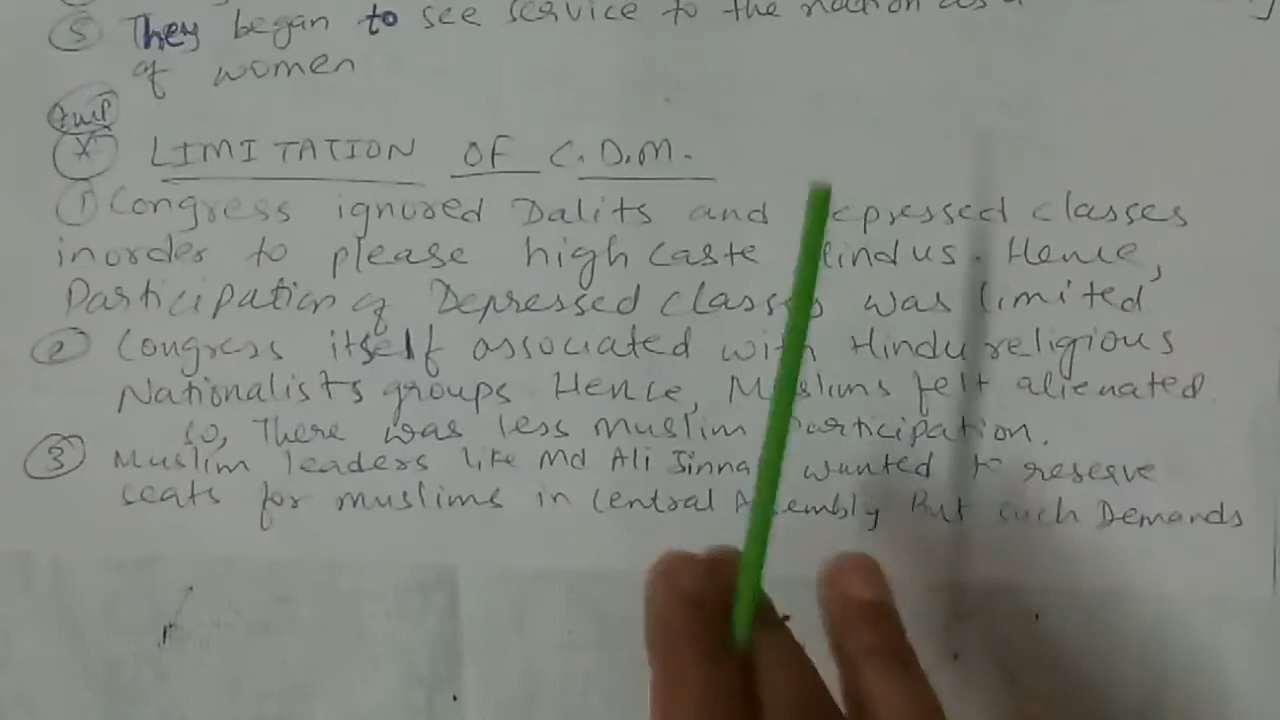 (5) They began to see service to the nation as a
of women
Imp
* LIMITATION OF C.D.M.
(1) Congress ignored Dalits and epressed classes
inorder to please high caste Hindus. Hence,
Participation of Depressed Classes was limited
(2) Congress itself associated with Hindu religious
Nationalists groups. Hence, Muslims felt alienated
so, There was less muslim participation.
(3) Muslim leaders like Md Ali Jinna wanted to reserve
seats for muslims in Central Assembly But such Demands